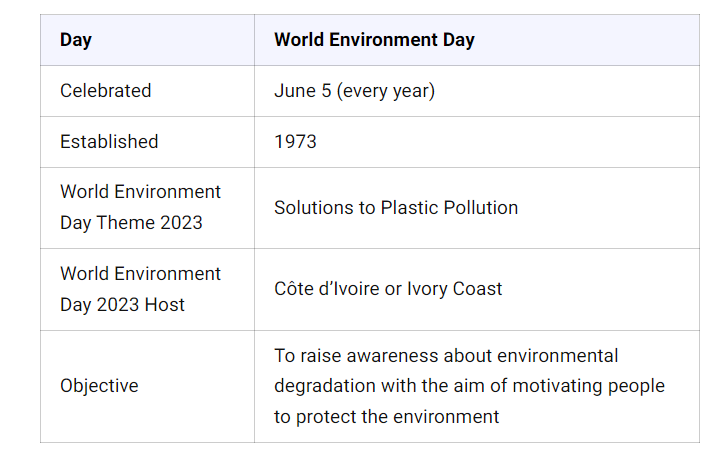 Day World Environment Day
Celebrated June 5 (every year)
Established 1973
World Environment
Day Theme 2023
Solutions to Plastic Pollution
World Environment
Day 2023 Host
Côte d’Ivoire or Ivory Coast
Objective
To raise awareness about environmental
degradation with the aim of motivating people
to protect the environment